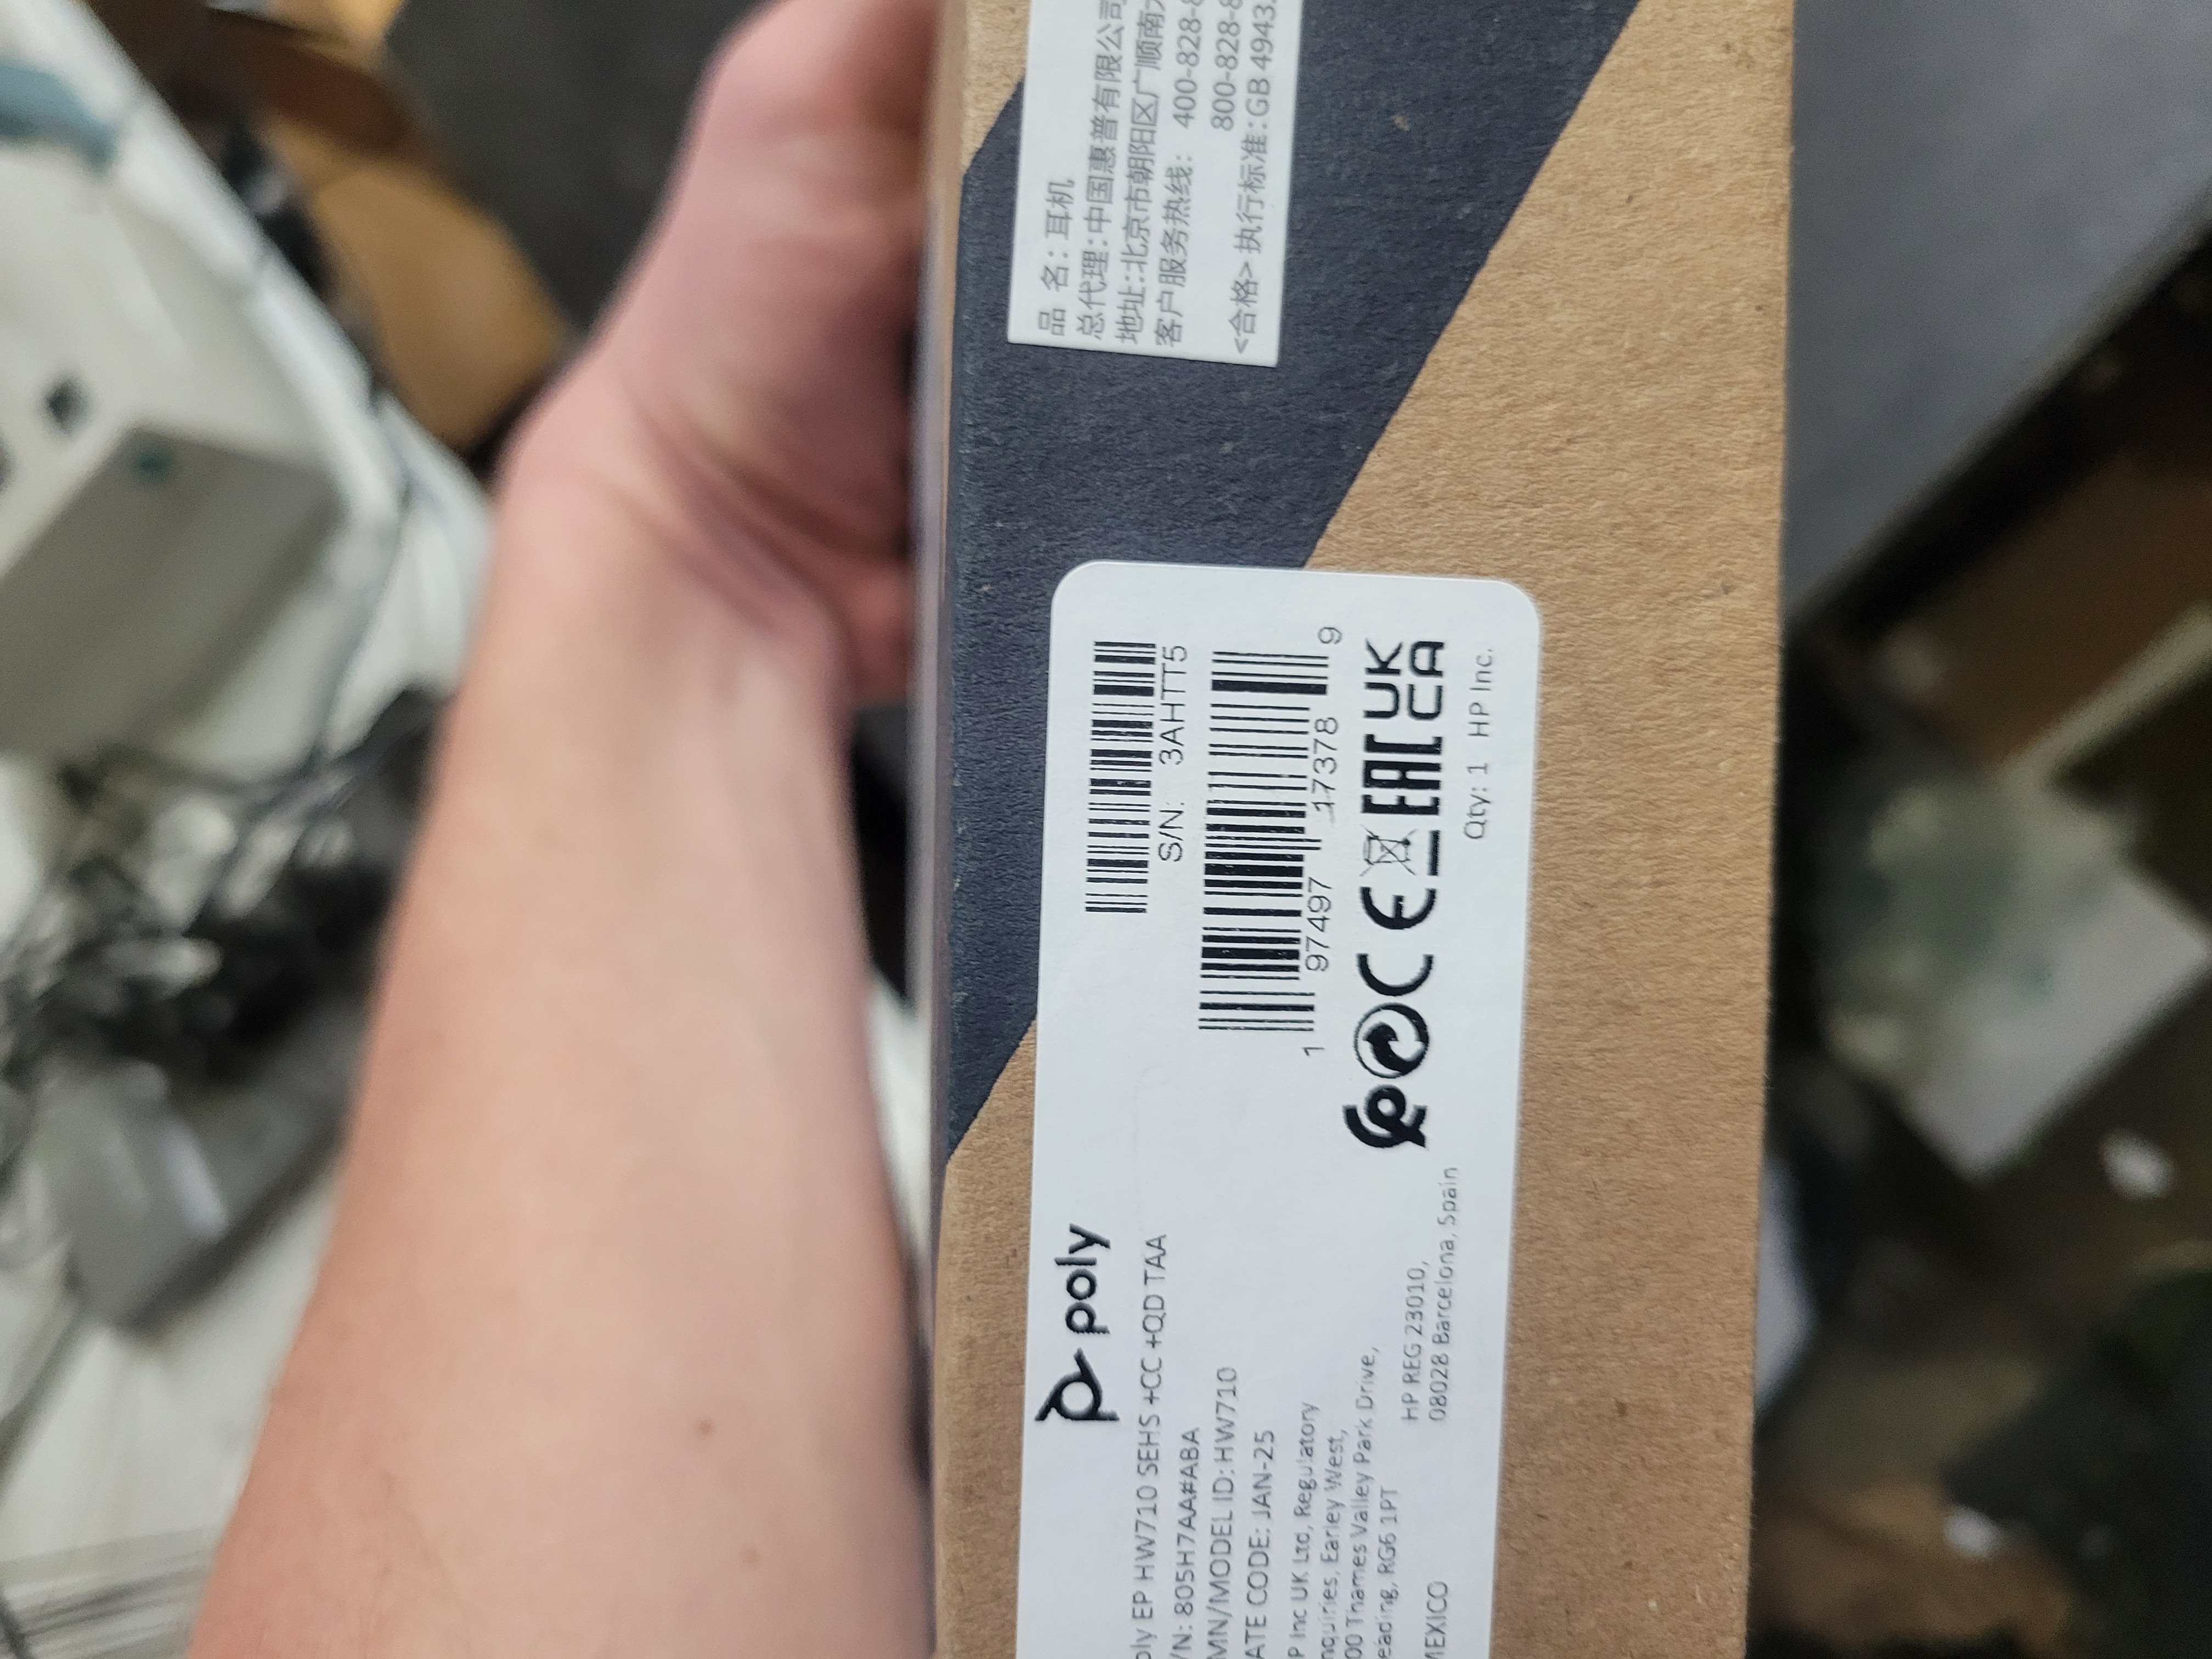 poly
Poly EP HW710 SEHS +CC +QD TAA
/N: 805H7AA#ABA
MN/MODEL ID: HW710
ATE CODE: JAN-25
P Inc UK Ltd, Regulatory
nquiries, Earley West,
00 Thames Valley Park Drive,
eading, RG6 1PT
HP REG 23010,
08028 Barcelona, Spain
MEXICO
S/N: 3AHTT5
1 97497 17378 9
CE EAC UK CA
Qty: 1 HP Inc.
品 名: 耳机
总代理: 中国惠普有限公司
地址: 北京市朝阳区广顺南
客户服务热线: 400-828-8
800-828-8
<合格> 执行标准: GB 4943.